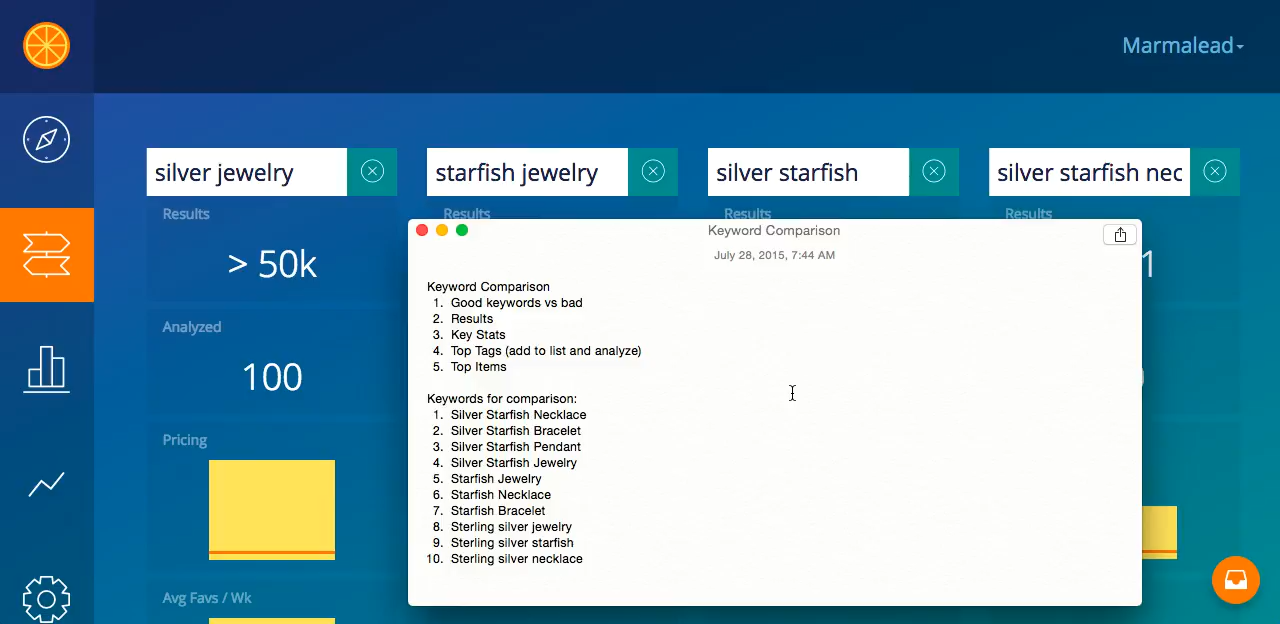 Marmalead
silver jewelry
starfish jewelry
silver starfish
silver starfish nec
Results
Results
Results
Results
> 50k
1
Analyzed
100
Pricing
Avg Favs / Wk
Keyword Comparison
July 28, 2015, 7:44 AM
Keyword Comparison
1. Good keywords vs bad
2. Results
3. Key Stats
4. Top Tags (add to list and analyze)
5. Top Items
Keywords for comparison:
1. Silver Starfish Necklace
2. Silver Starfish Bracelet
3. Silver Starfish Pendant
4. Silver Starfish Jewelry
5. Starfish Jewelry
6. Starfish Necklace
7. Starfish Bracelet
8. Sterling silver jewelry
9. Sterling silver starfish
10. Sterling silver necklace